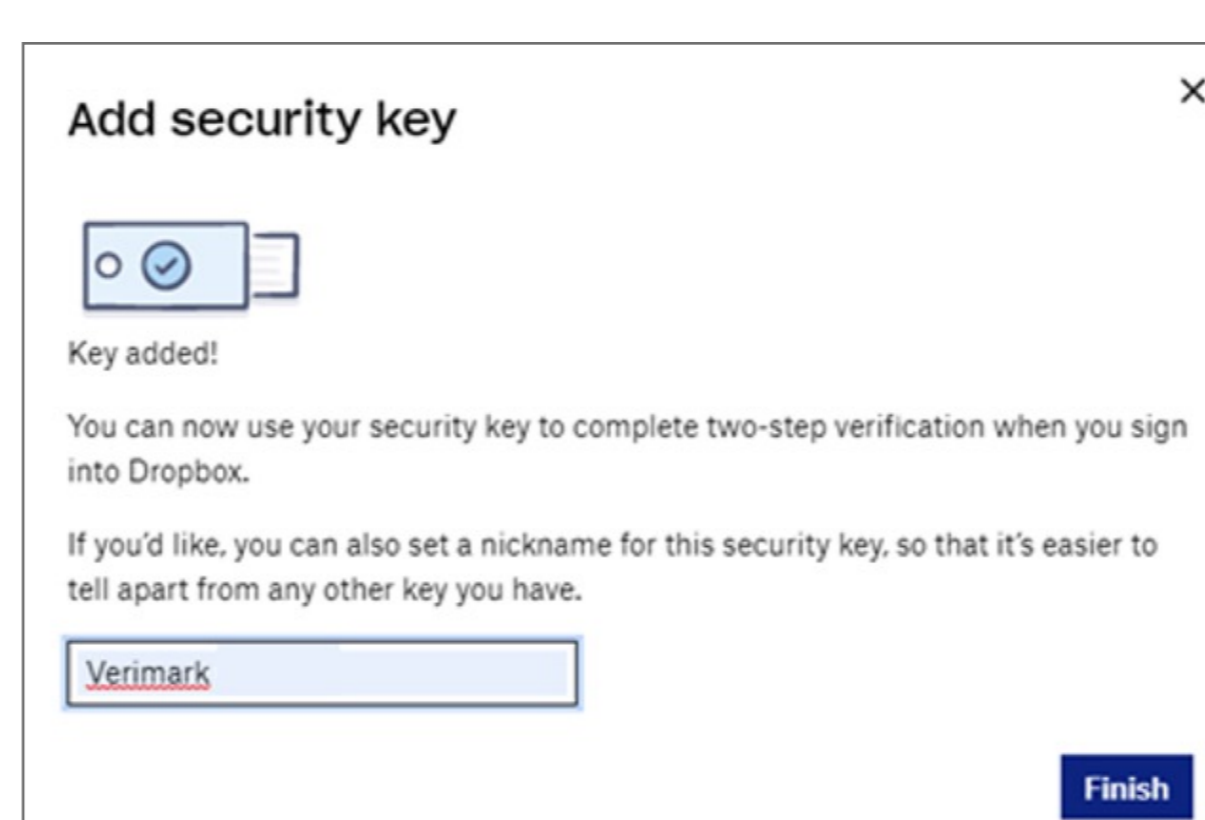 Add security key
Key added!
You can now use your security key to complete two-step verification when you sign
into Dropbox.
If you'd like, you can also set a nickname for this security key, so that it's easier to
tell apart from any other key you have.
Verimark
Finish